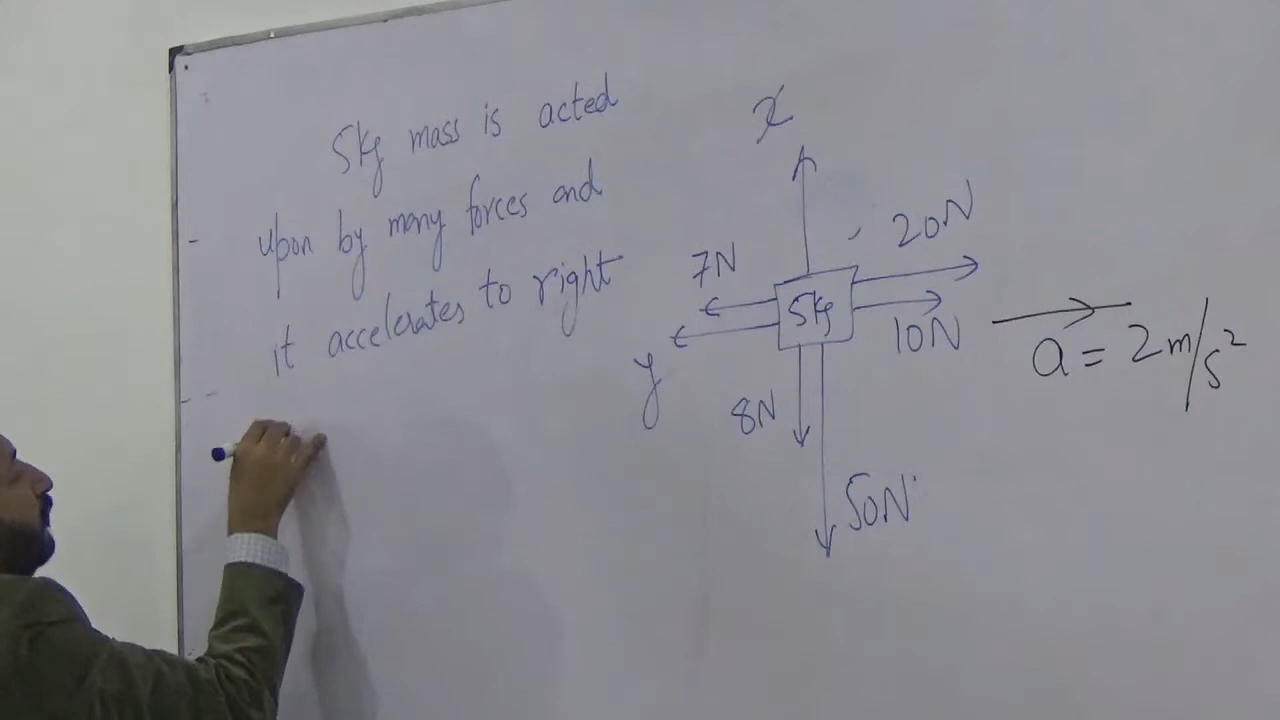 5kg mass is acted
upon by many forces and
it accelerates to right
x
20N
7N
5kg
10N
a = 2m/s²
y
8N
50N